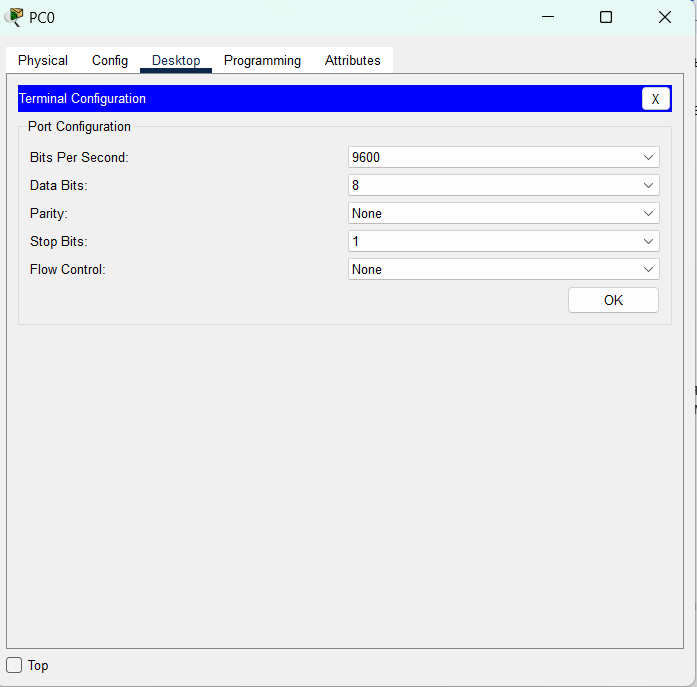 PC0
Physical Config Desktop Programming Attributes
Terminal Configuration X
Port Configuration
Bits Per Second: 9600
Data Bits: 8
Parity: None
Stop Bits: 1
Flow Control: None
OK
Top